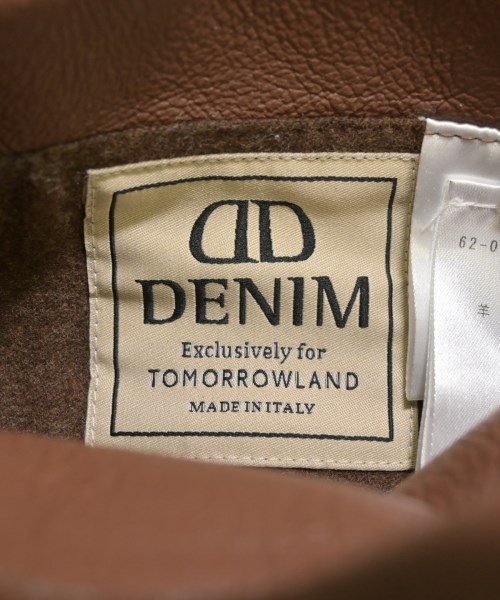 DD
DENIM
Exclusively for
TOMORROWLAND
MADE IN ITALY
62-0
羊